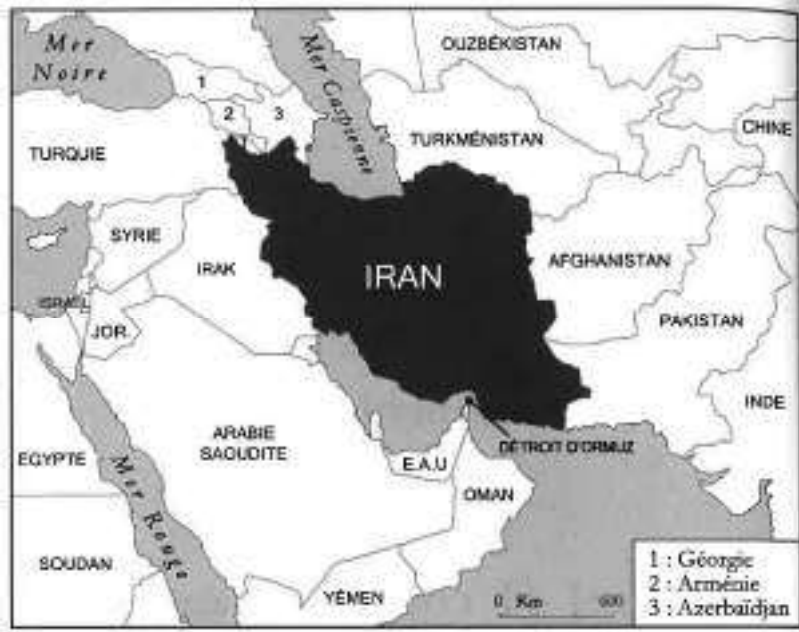 Mer
Noire
Mer Caspienne
OUZBÉKISTAN
1
2
3
CHINE
TURQUIE
TURKMÉNISTAN
SYRIE
IRAK
IRAN
AFGHANISTAN
ISRAËL
JOR.
PAKISTAN
INDE
ARABIE
SAOUDITE
DÉTROIT D'ORMUZ
EGYPTE
Mer Rouge
E.A.U
OMAN
SOUDAN
YÉMEN
0 Km 600
1 : Géorgie
2 : Arménie
3 : Azerbaïdjan